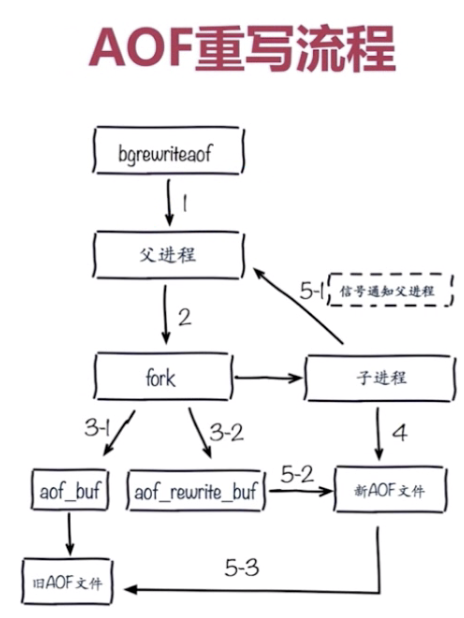 AOF重写流程
bgrewriteaof
1
父进程
5-1
信号通知父进程
2
fork
子进程
3-1
3-2
4
aof_buf
aof_rewrite_buf
5-2
新AOF文件
旧AOF文件
5-3